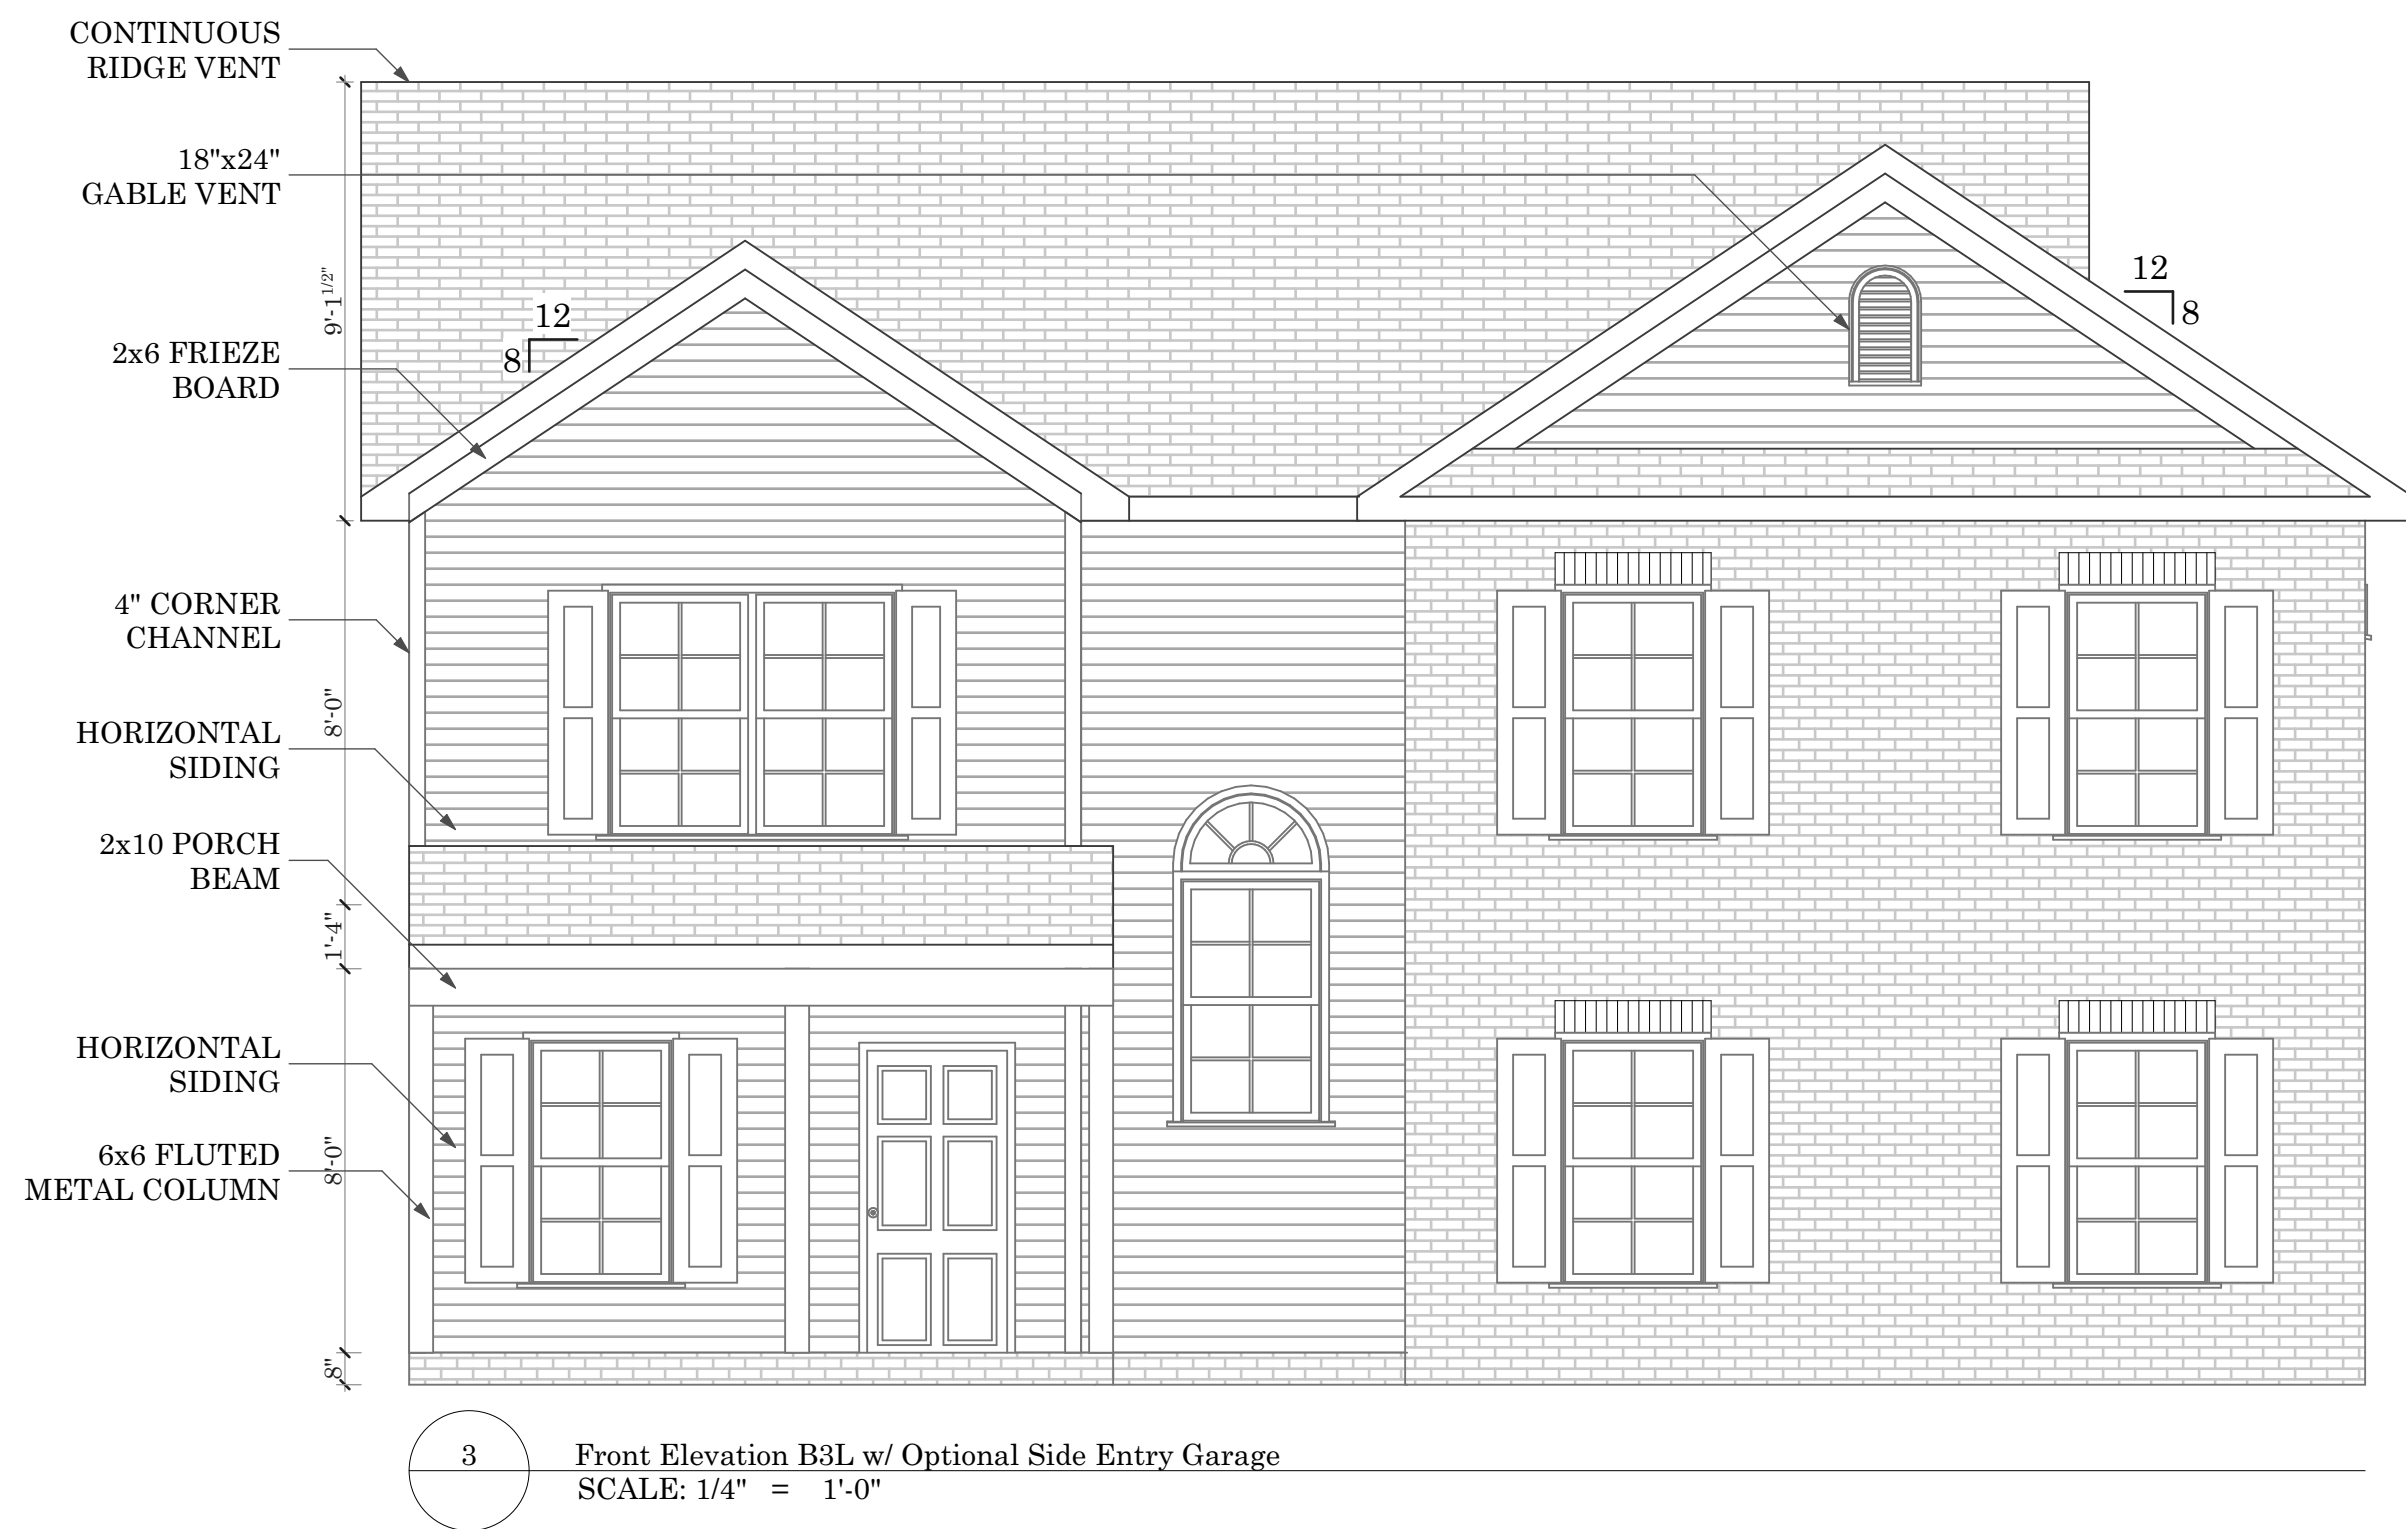 CONTINUOUS
RIDGE VENT
18"x24"
GABLE VENT
12
8
9'-1 1/2"
12
8
2x6 FRIEZE
BOARD
4" CORNER
CHANNEL
8'-0"
HORIZONTAL
SIDING
2x10 PORCH
BEAM
1'-4"
HORIZONTAL
SIDING
8'-0"
6x6 FLUTED
METAL COLUMN
8"
3
Front Elevation B3L w/ Optional Side Entry Garage
SCALE: 1/4" = 1'-0"